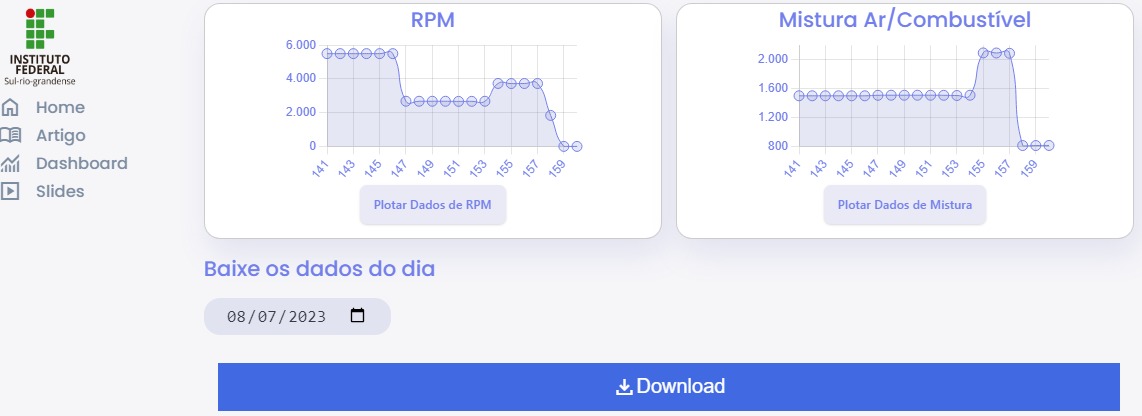 INSTITUTO
FEDERAL
Sul-rio-grandense
Home
Artigo
Dashboard
Slides
RPM
6.000
4.000
2.000
0
141 143 145 147 149 151 153 155 157 159
Plotar Dados de RPM
Mistura Ar/Combustível
2.000
1.600
1.200
800
141 143 145 147 149 151 153 155 157 159
Plotar Dados de Mistura
Baixe os dados do dia
08/07/2023
Download